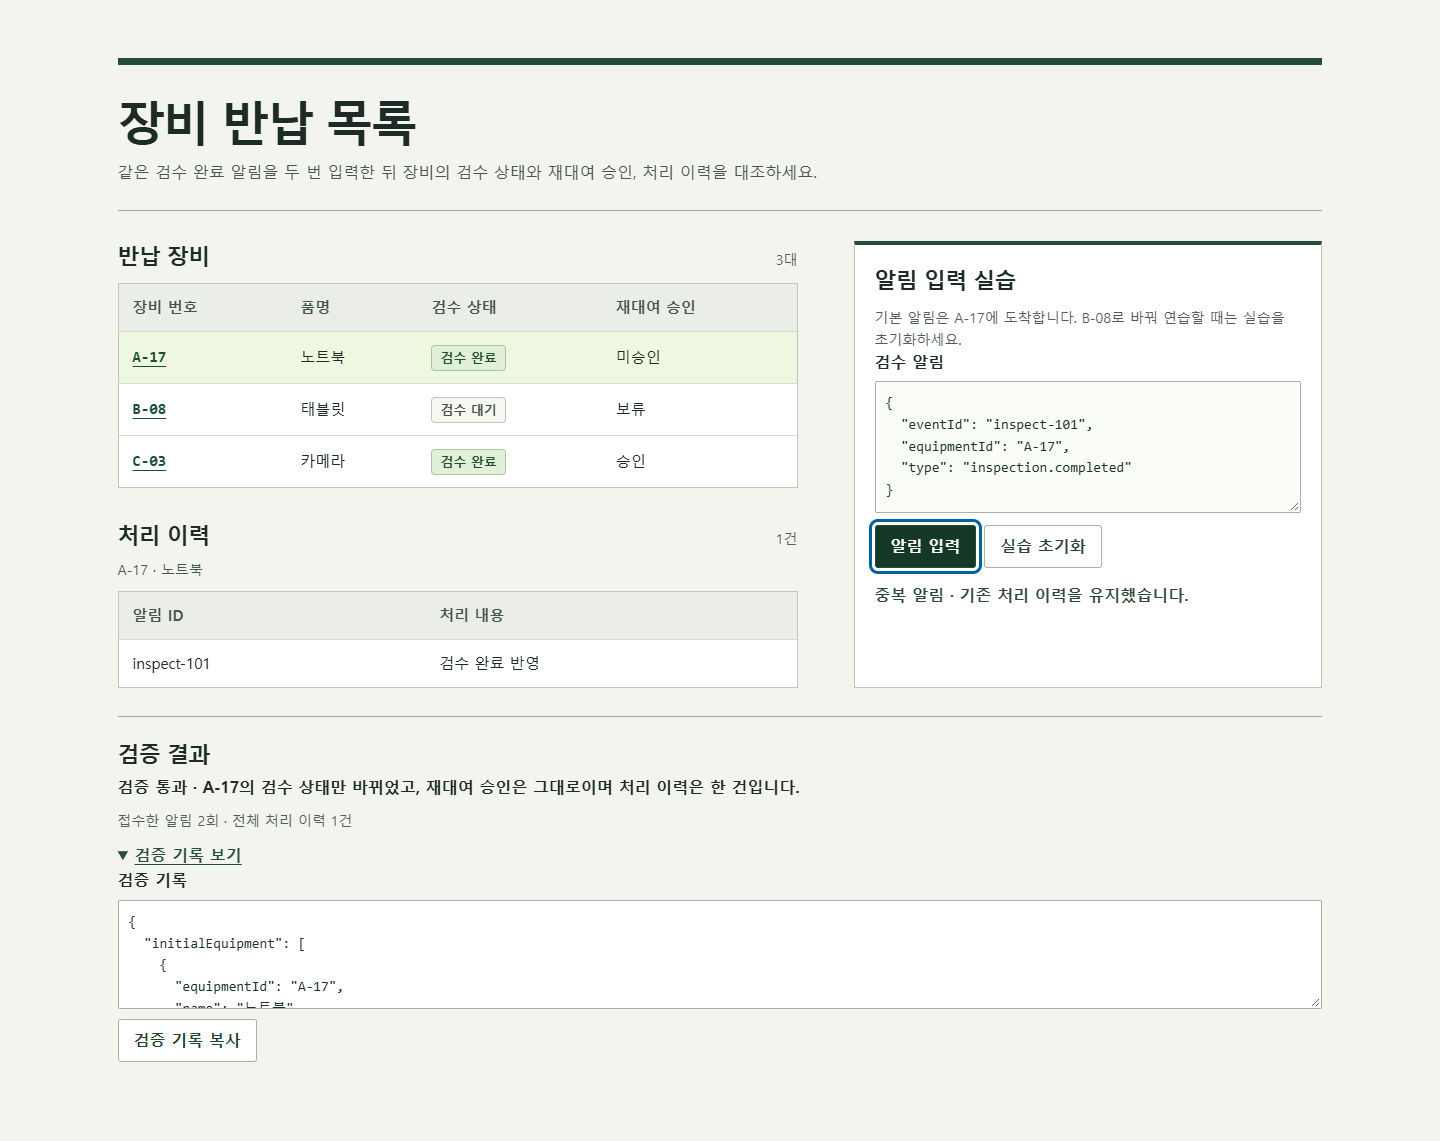 장비 반납 목록
같은 검수 완료 알림을 두 번 입력한 뒤 장비의 검수 상태와 재대여 승인, 처리 이력을 대조하세요.
반납 장비
3대
장비 번호 품명 검수 상태 재대여 승인
A-17 노트북 검수 완료 미승인
B-08 태블릿 검수 대기 보류
C-03 카메라 검수 완료 승인
처리 이력
1건
A-17 · 노트북
알림 ID 처리 내용
inspect-101 검수 완료 반영
알림 입력 실습
기본 알림은 A-17에 도착합니다. B-08로 바꿔 연습할 때는 실습을
초기화하세요.
검수 알림
{
  "eventId": "inspect-101",
  "equipmentId": "A-17",
  "type": "inspection.completed"
}
알림 입력 실습 초기화
중복 알림 · 기존 처리 이력을 유지했습니다.
검증 결과
검증 통과 · A-17의 검수 상태만 바뀌었고, 재대여 승인은 그대로이며 처리 이력은 한 건입니다.
접수한 알림 2회 · 전체 처리 이력 1건
▼ 검증 기록 보기
검증 기록
{
  "initialEquipment": [
    {
      "equipmentId": "A-17",
      "name": "노트북"
검증 기록 복사